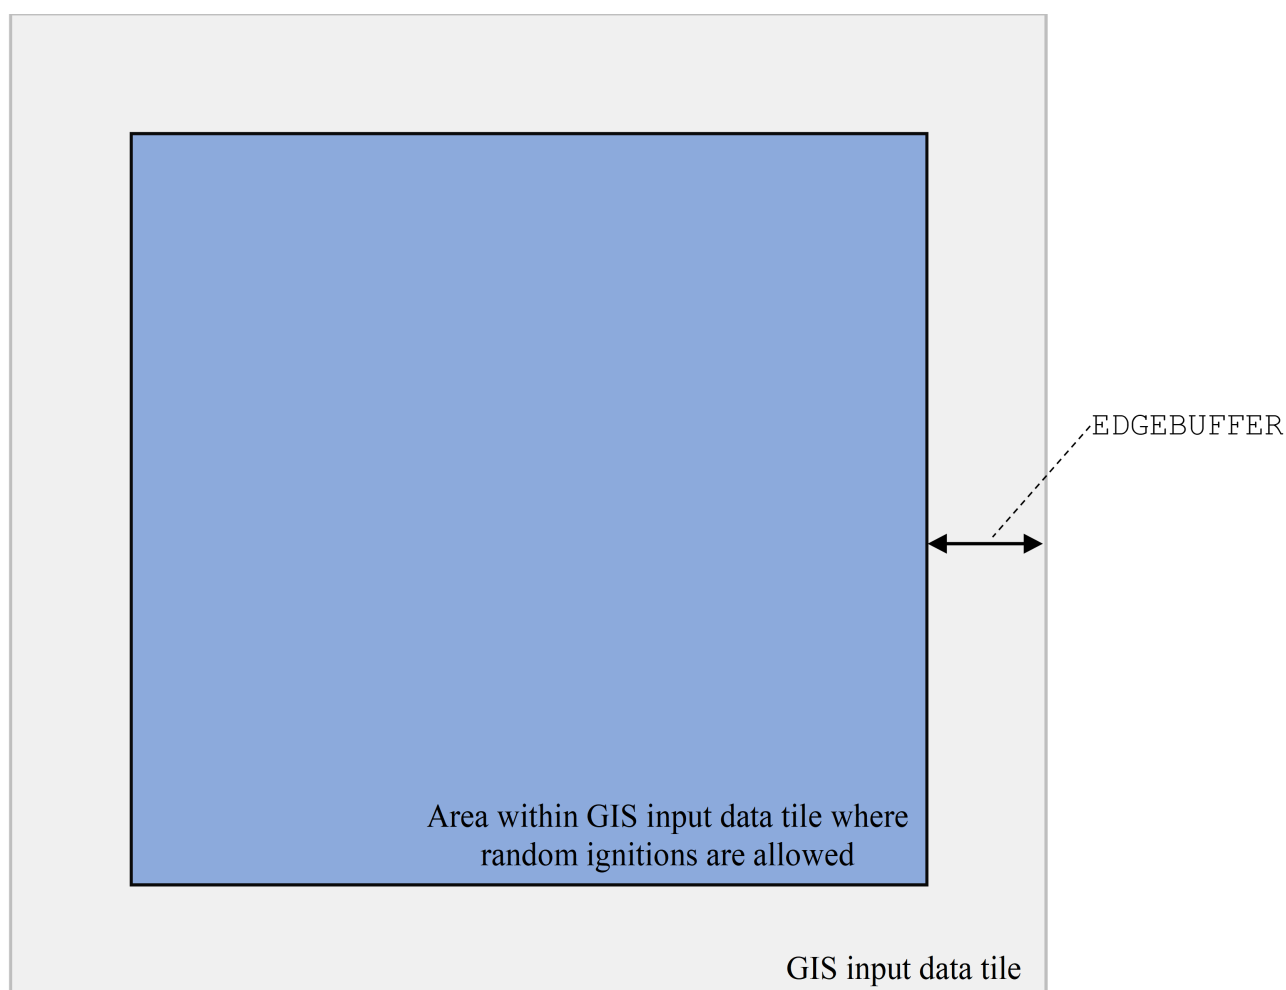 EDGEBUFFER
Area within GIS input data tile where
random ignitions are allowed
GIS input data tile